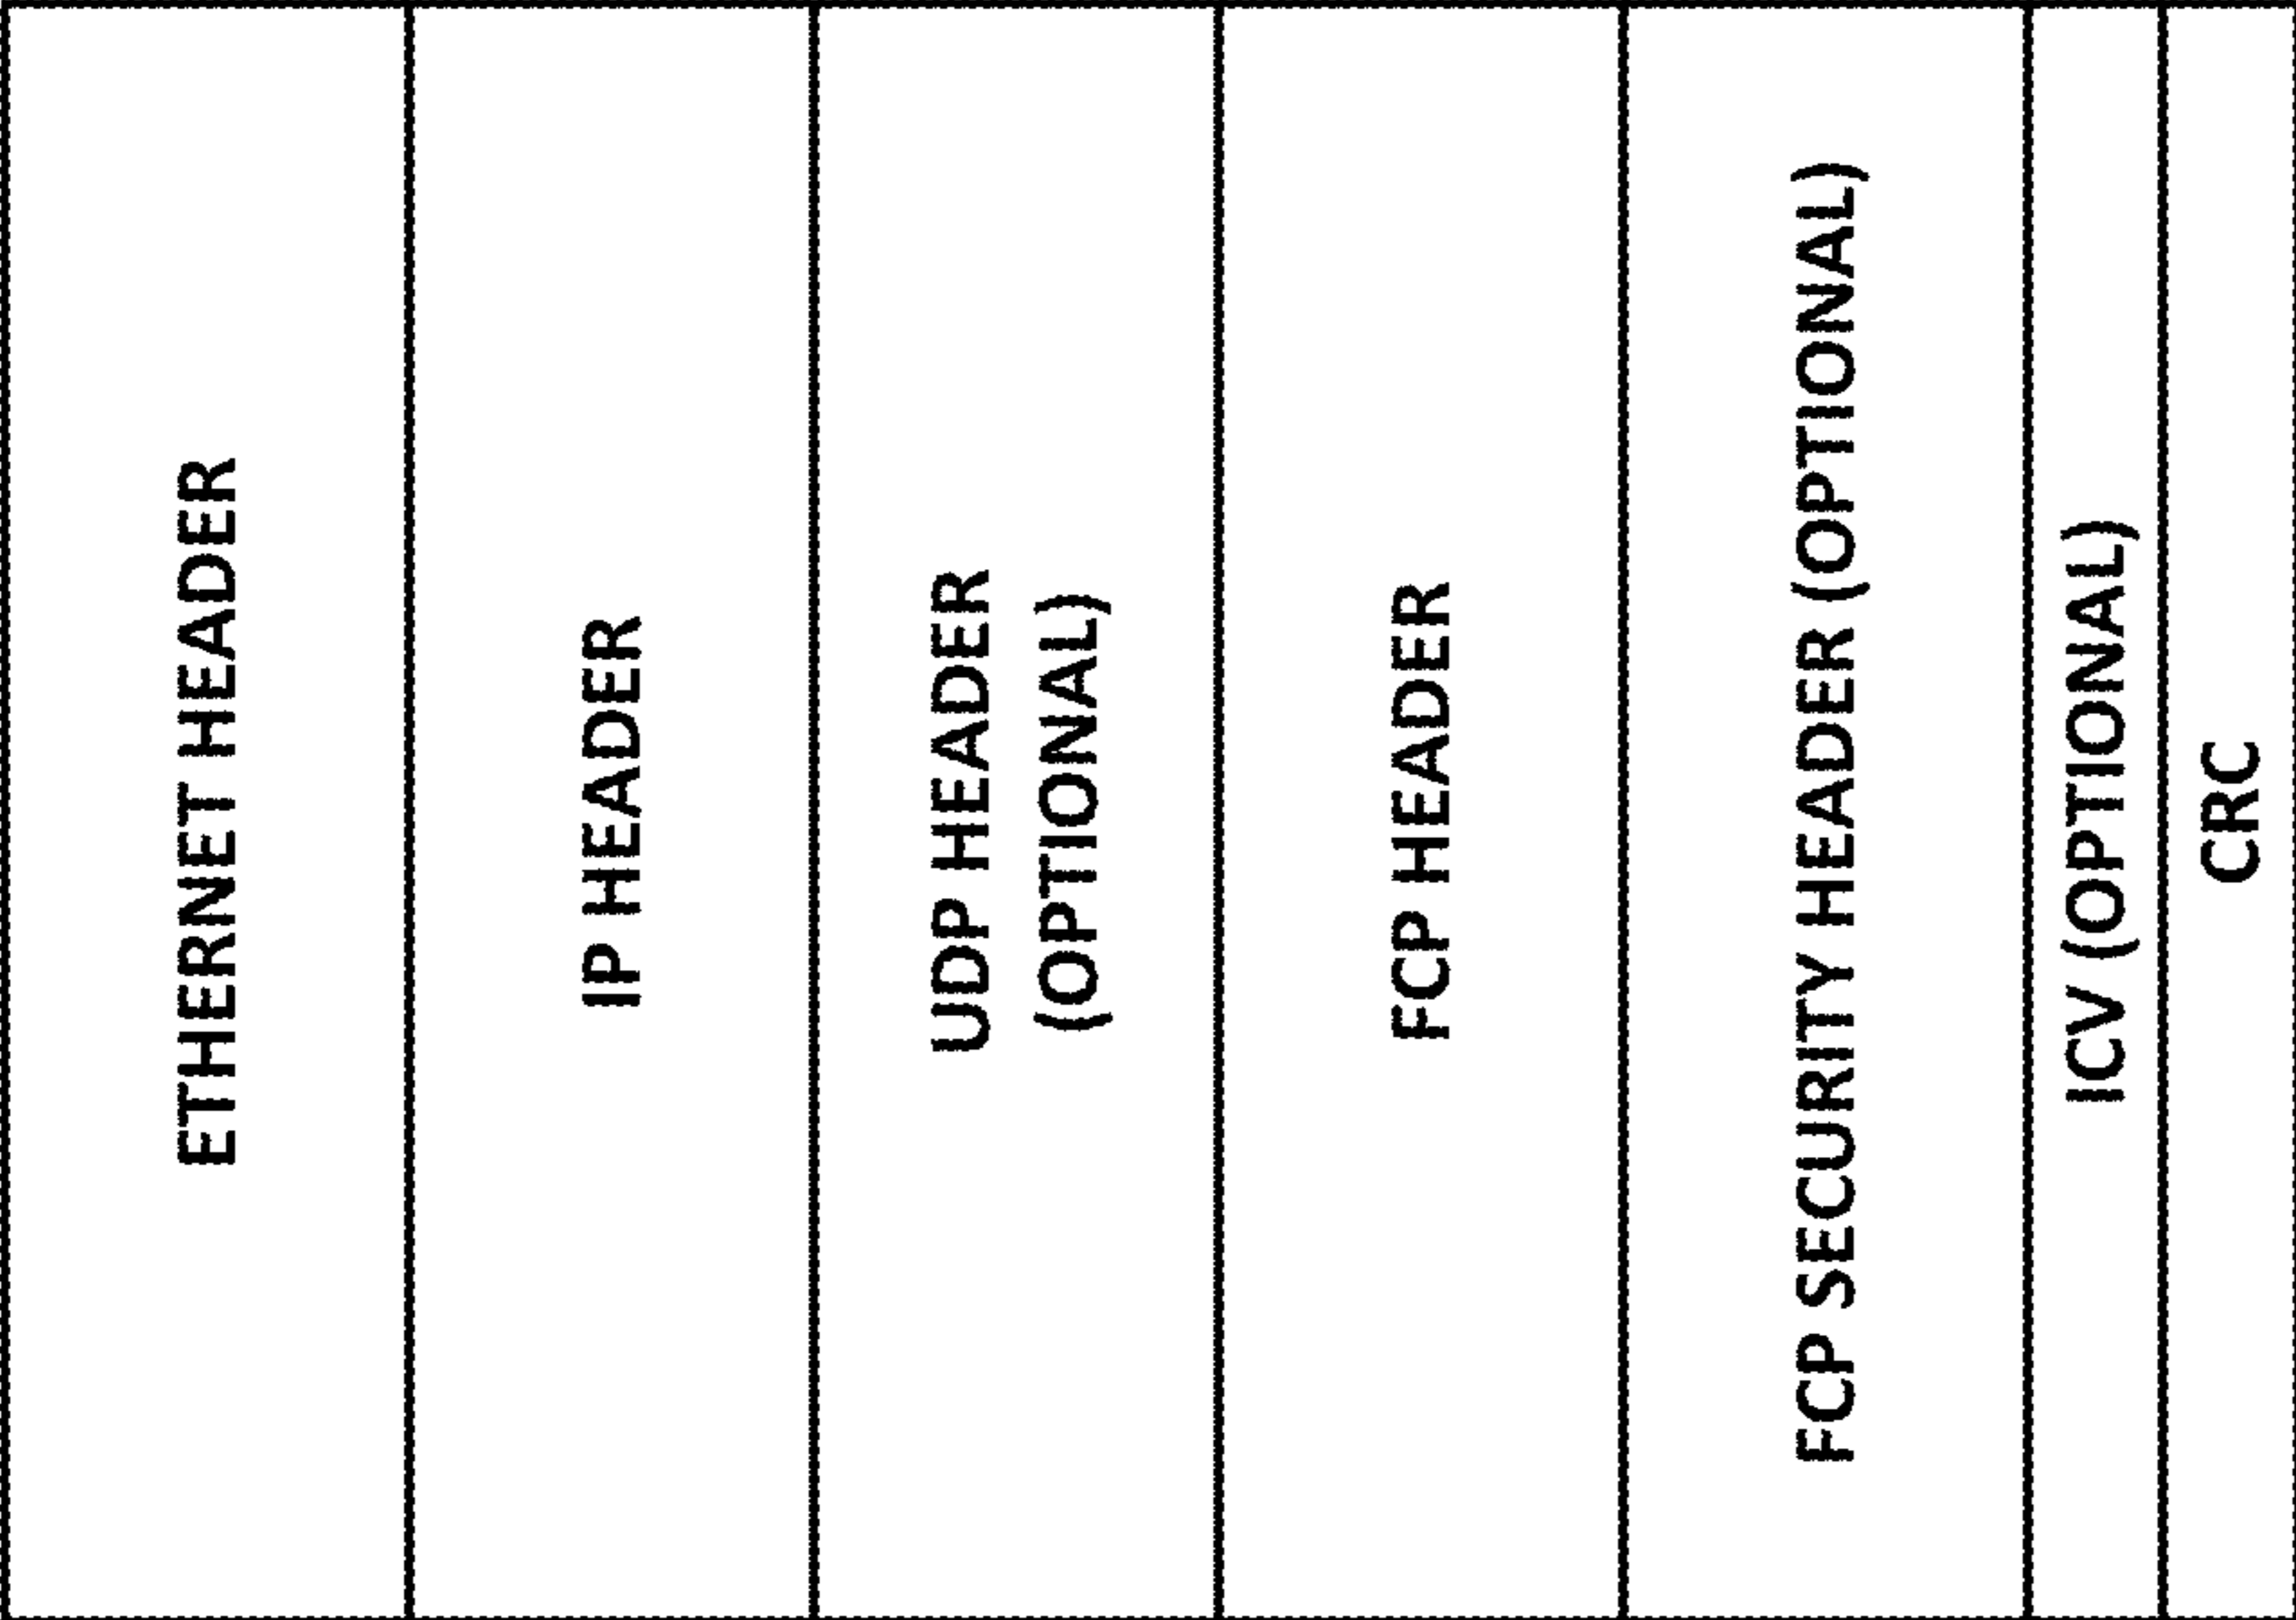 ETHERNET HEADER
IP HEADER
UDP HEADER
(OPTIONAL)
FCP HEADER
FCP SECURITY HEADER (OPTIONAL)
ICV (OPTIONAL)
CRC